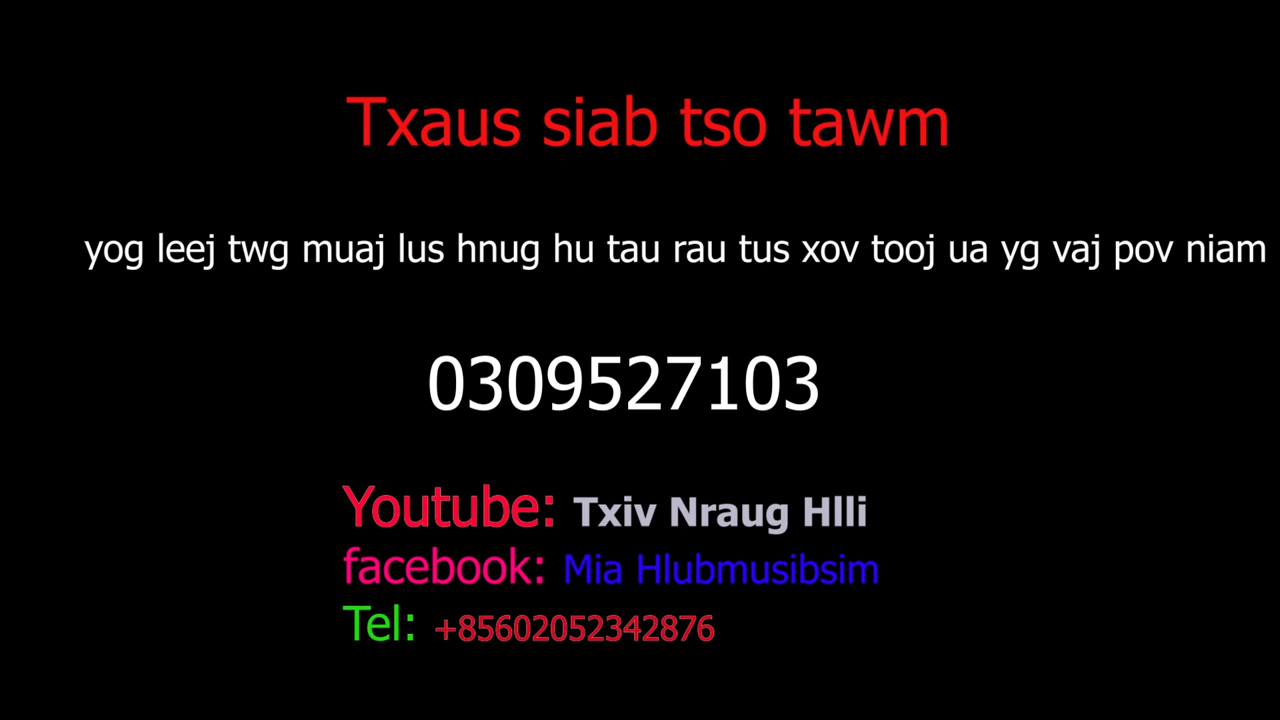 Txaus siab tso tawm
yog leej twg muaj lus hnug hu tau rau tus xov tooj ua yg vaj pov niam
0309527103
Youtube: Txiv Nraug Hlli
facebook: Mia Hlubmusibsim
Tel: +85602052342876